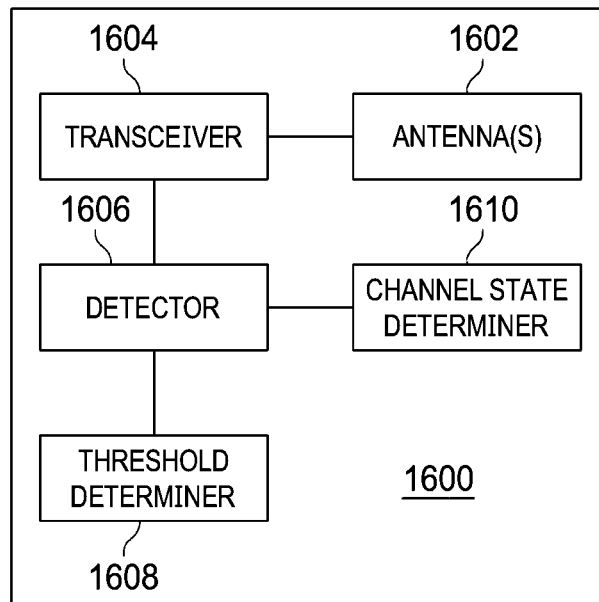 1604
1602
TRANSCEIVER
ANTENNA(S)
1606
1610
DETECTOR
CHANNEL STATE
DETERMINER
THRESHOLD
DETERMINER
1600
1608